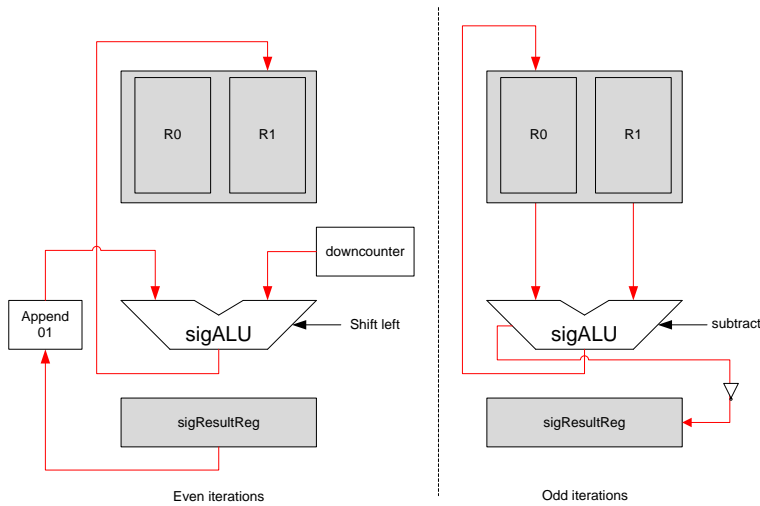 R0
R1
downcounter
Append
01
sigALU
Shift left
sigResultReg
Even iterations
R0
R1
sigALU
subtract
sigResultReg
Odd iterations